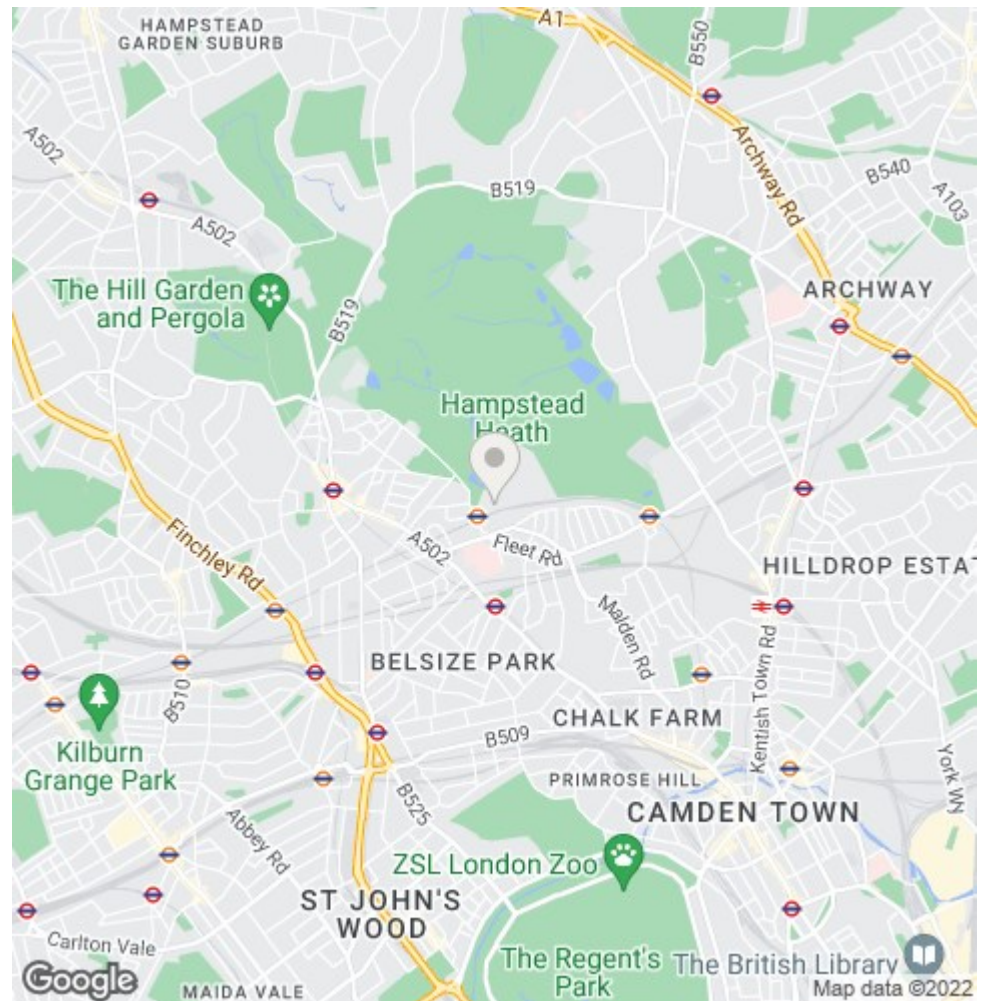 HAMPSTEAD
GARDEN SUBURB
A1
B550
A502
Archway Rd
B540
A103
B519
A502
The Hill Garden
and Pergola
B519
ARCHWAY
Hampstead
Heath
Finchley Rd
A502
Fleet Rd
HILLDROP ESTAT
Malden Rd
BELSIZE PARK
Kentish Town Rd
B510
CHALK FARM
B509
Kilburn
Grange Park
PRIMROSE HILL
York Wy
B525
CAMDEN TOWN
Abbey Rd
ZSL London Zoo
ST JOHN'S
WOOD
Carlton Vale
The Regent's
Park
The British Library
Google
MAIDA VALE
Map data ©2022